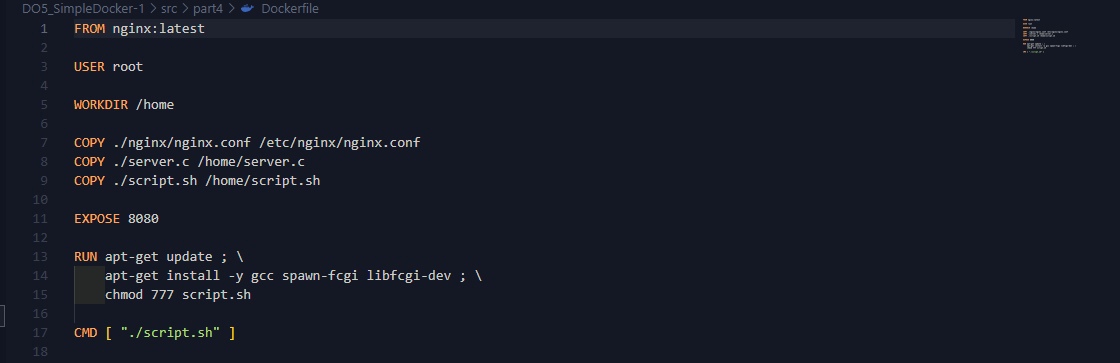 DO5_SimpleDocker-1 > src > part4 > Dockerfile
1 FROM nginx:latest
2
3 USER root
4
5 WORKDIR /home
6
7 COPY ./nginx/nginx.conf /etc/nginx/nginx.conf
8 COPY ./server.c /home/server.c
9 COPY ./script.sh /home/script.sh
10
11 EXPOSE 8080
12
13 RUN apt-get update ; \
14 apt-get install -y gcc spawn-fcgi libfcgi-dev ; \
15 chmod 777 script.sh
16
17 CMD [ "./script.sh" ]
18